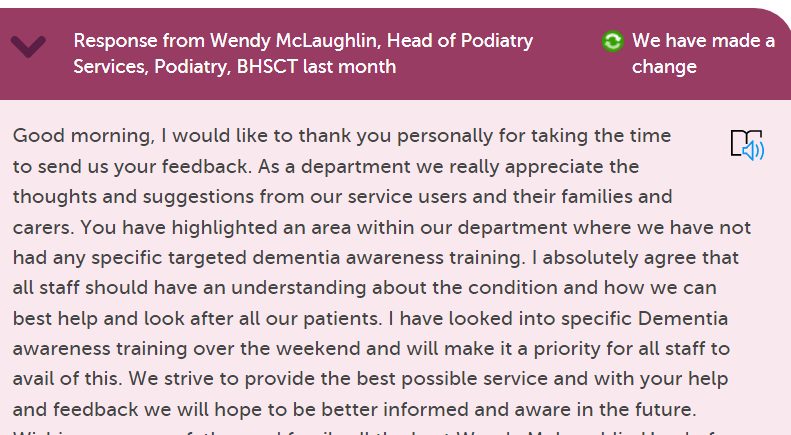 Response from Wendy McLaughlin, Head of Podiatry
Services, Podiatry, BHSCT last month
We have made a
change
Good morning, I would like to thank you personally for taking the time
to send us your feedback. As a department we really appreciate the
thoughts and suggestions from our service users and their families and
carers. You have highlighted an area within our department where we have not
had any specific targeted dementia awareness training. I absolutely agree that
all staff should have an understanding about the condition and how we can
best help and look after all our patients. I have looked into specific Dementia
awareness training over the weekend and will make it a priority for all staff to
avail of this. We strive to provide the best possible service and with your help
and feedback we will hope to be better informed and aware in the future.